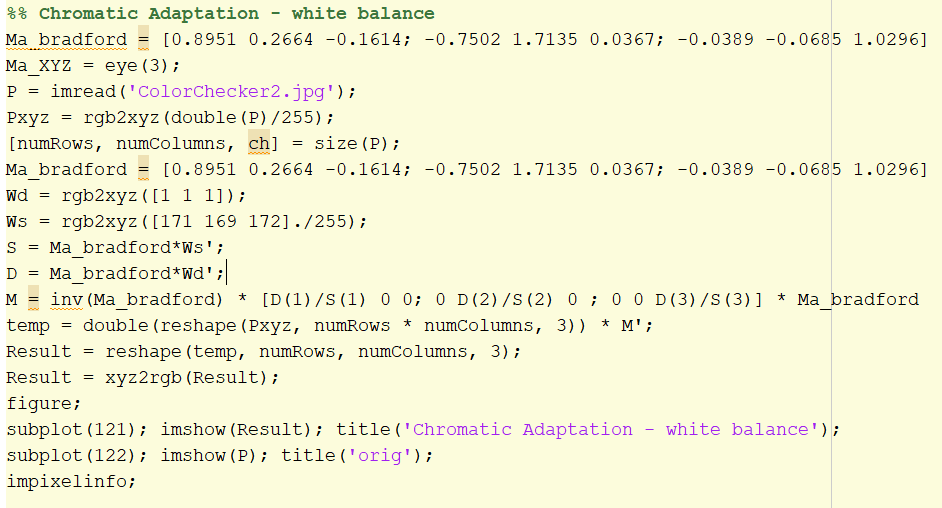 %% Chromatic Adaptation - white balance
Ma_bradford = [0.8951 0.2664 -0.1614; -0.7502 1.7135 0.0367; -0.0389 -0.0685 1.0296]
Ma_XYZ = eye(3);
P = imread('ColorChecker2.jpg');
Pxyz = rgb2xyz(double(P)/255);
[numRows, numColumns, ch] = size(P);
Ma_bradford = [0.8951 0.2664 -0.1614; -0.7502 1.7135 0.0367; -0.0389 -0.0685 1.0296]
Wd = rgb2xyz([1 1 1]);
Ws = rgb2xyz([171 169 172]./255);
S = Ma_bradford*Ws';
D = Ma_bradford*Wd';
M = inv(Ma_bradford) * [D(1)/S(1) 0 0; 0 D(2)/S(2) 0 ; 0 0 D(3)/S(3)] * Ma_bradford
temp = double(reshape(Pxyz, numRows * numColumns, 3)) * M';
Result = reshape(temp, numRows, numColumns, 3);
Result = xyz2rgb(Result);
figure;
subplot(121); imshow(Result); title('Chromatic Adaptation - white balance');
subplot(122); imshow(P); title('orig');
impixelinfo;